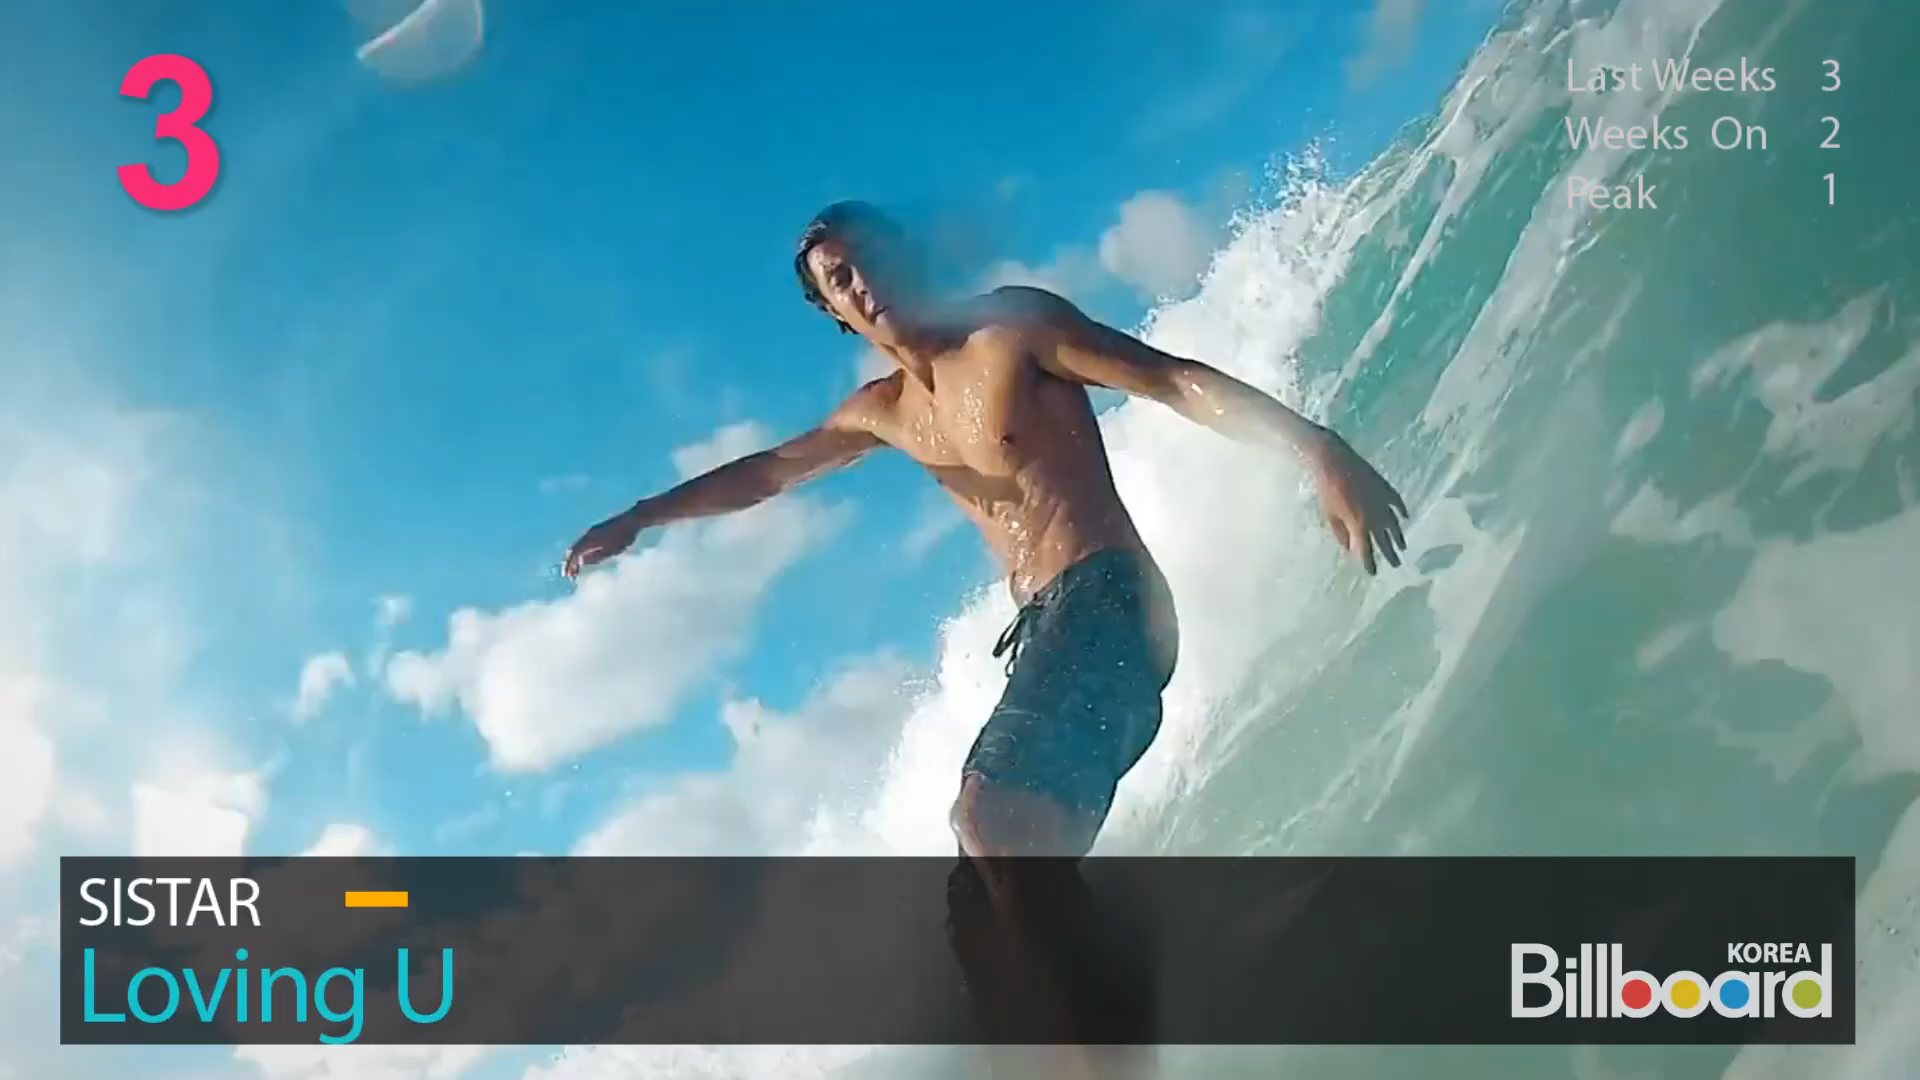 3
Last Weeks 3
Weeks On 2
Peak 1
SISTAR
Loving U
Billboard KOREA